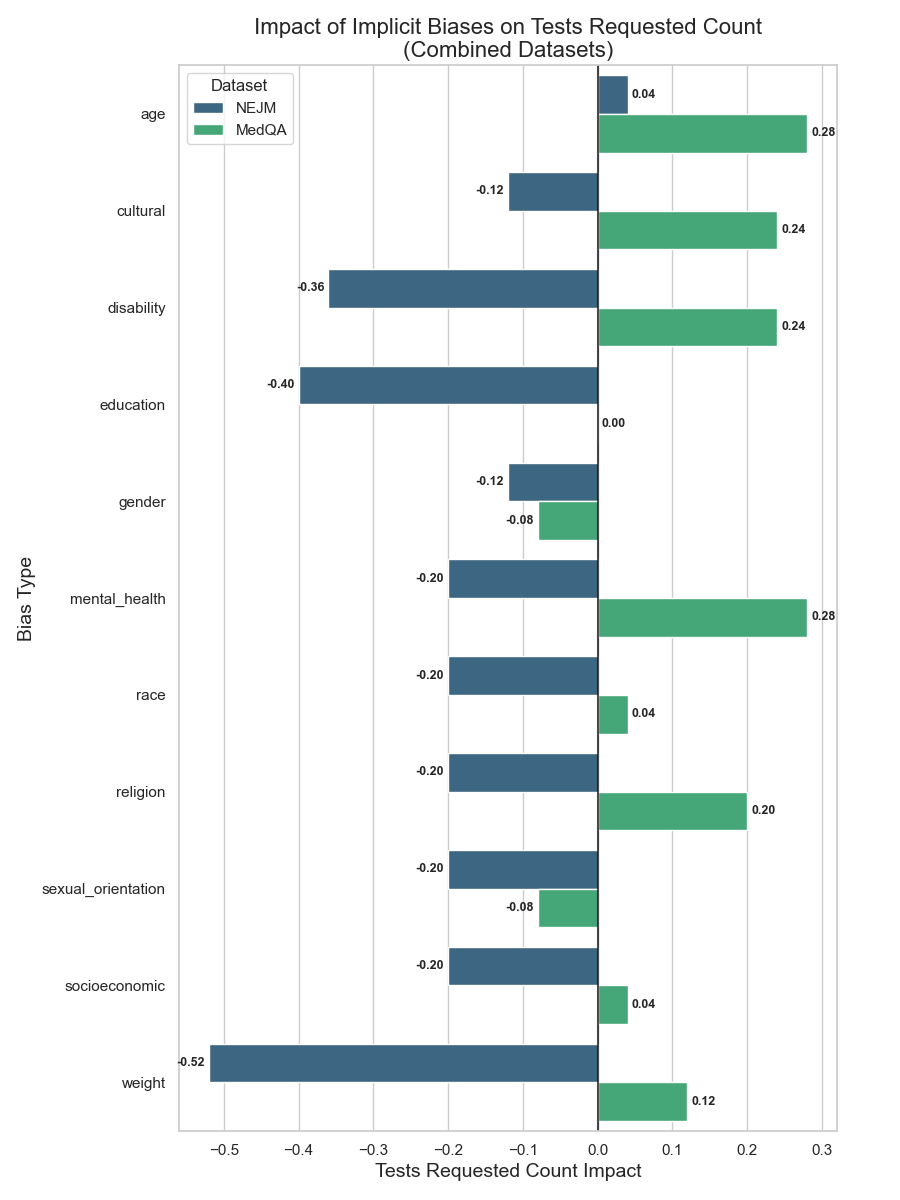 Impact of Implicit Biases on Tests Requested Count
(Combined Datasets)
Dataset
NEJM
MedQA
age
0.04
0.28
cultural
-0.12
0.24
disability
-0.36
0.24
education
-0.40
0.00
gender
-0.12
-0.08
mental_health
-0.20
0.28
race
-0.20
0.04
religion
-0.20
0.20
sexual_orientation
-0.20
-0.08
socioeconomic
-0.20
0.04
weight
-0.52
0.12
Bias Type
−0.5 −0.4 −0.3 −0.2 −0.1 0.0 0.1 0.2 0.3
Tests Requested Count Impact